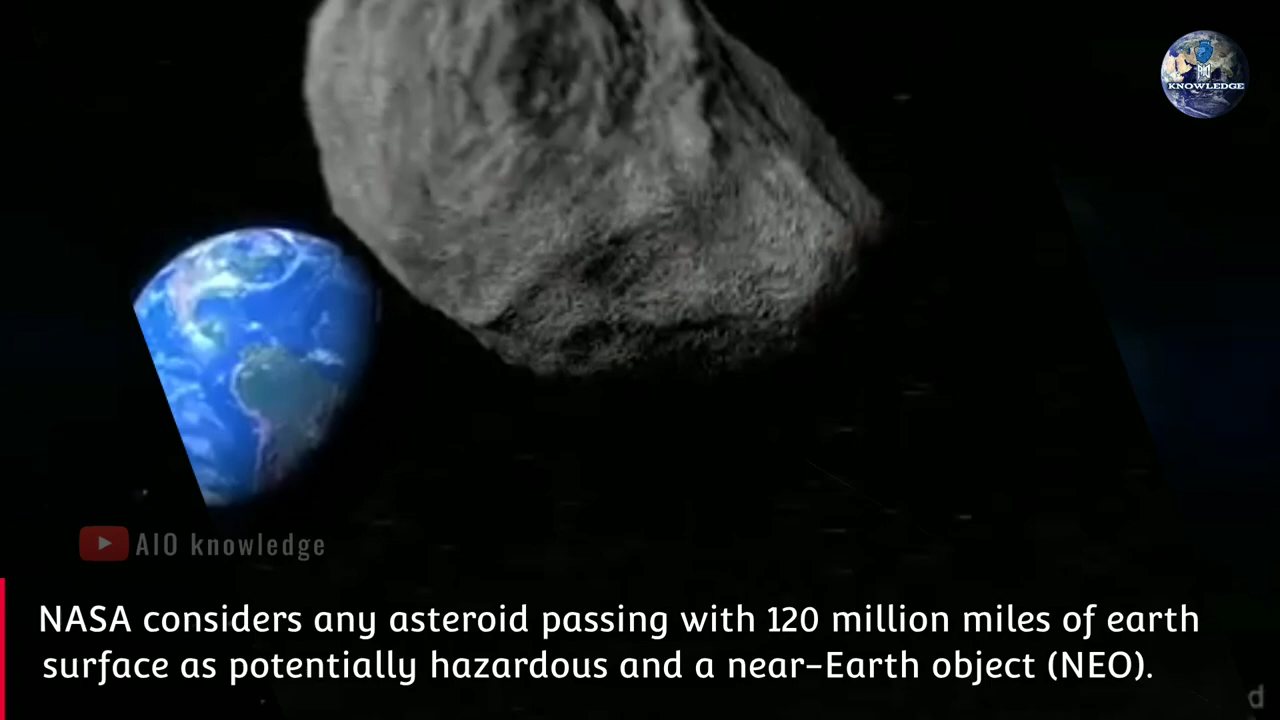 AIO
KNOWLEDGE
AIO knowledge
NASA considers any asteroid passing with 120 million miles of earth
surface as potentially hazardous and a near-Earth object (NEO).
d